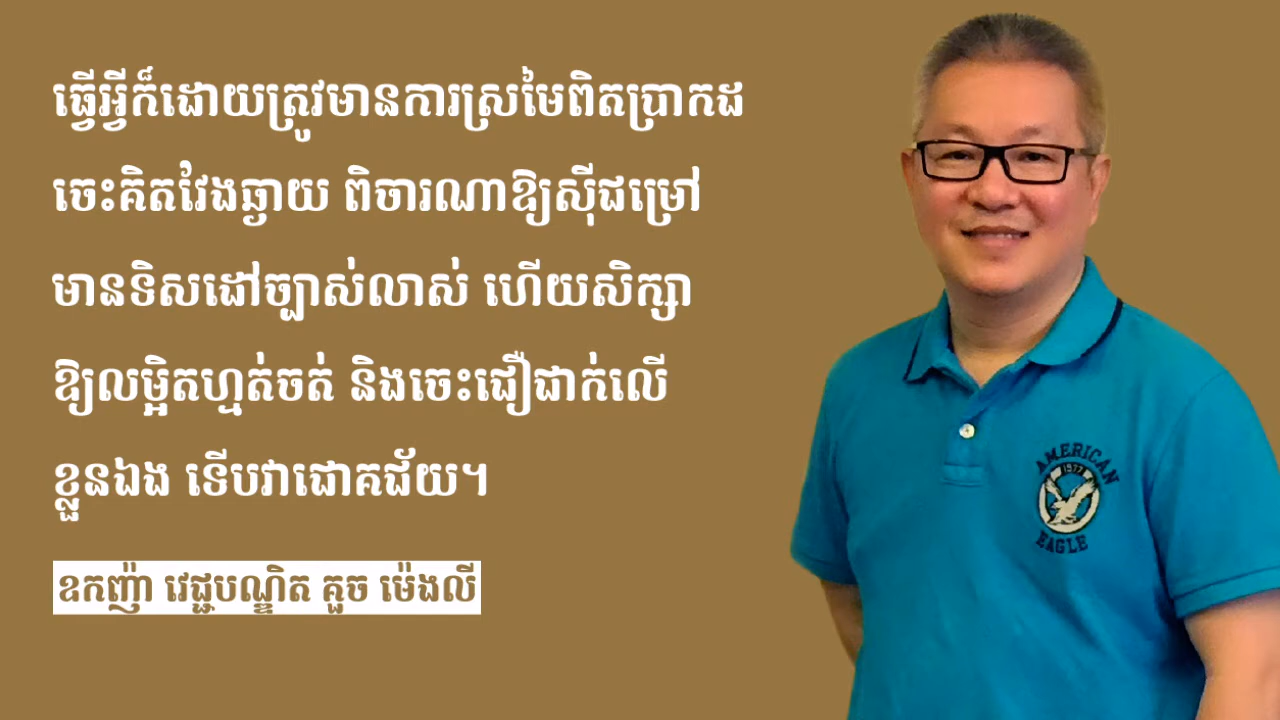 ធ្វើអ្វីក៏ដោយត្រូវមានការស្រមៃពិតប្រាកដ
ចេះគិតវែងឆ្ងាយ ពិចារណាឱ្យស៊ីជម្រៅ
មានទិសដៅច្បាស់លាស់ ហើយសិក្សា
ឱ្យលម្អិតហ្មត់ចត់ និងចេះជឿជាក់លើ
ខ្លួនឯង ទើបវាជោគជ័យ។
ឧកញ៉ា វេជ្ជបណ្ឌិត គួច ម៉េងលី
AMERICAN
1977
EAGLE